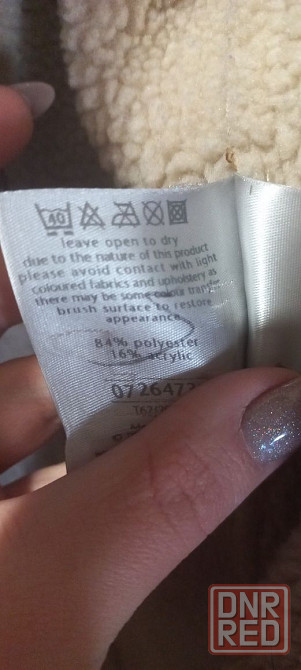 40
leave open to dry
due to the nature of this product
please avoid contact with light
coloured fabrics and upholstery as
there may be some colour transfer
brush surface to restore
appearance
84% polyester
16% acrylic
072647
T67/
DNR
RED